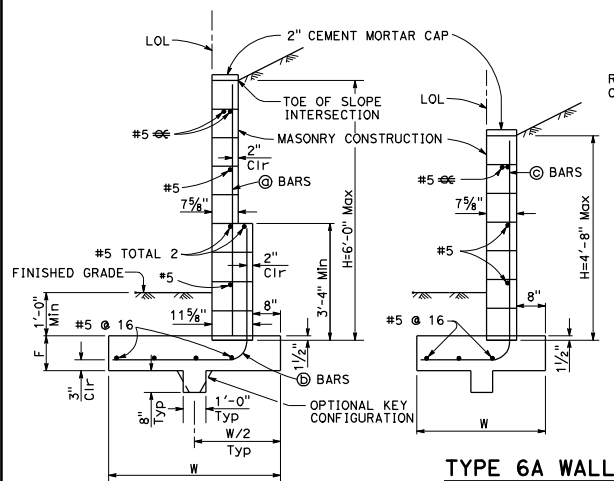 LOL
2" CEMENT MORTAR CAP
R
C
LOL
TOE OF SLOPE
INTERSECTION
#5
MASONRY CONSTRUCTION
2"
Clr
#5
a BARS
7⅝"
#5 TOTAL 2
2"
Clr
FINISHED GRADE
#5
8"
1'-0"
Min
11⅝"
#5 @ 16
F
3"
Clr
1½"
b BARS
8"
Typ
1'-0"
Typ
OPTIONAL KEY
CONFIGURATION
W/2
Typ
W
H=6'-0" Max
3'-4" Min
#5
c BARS
7⅝"
#5
H=4'-8" Max
8"
#5 @ 16
1½"
W
TYPE 6A WALL